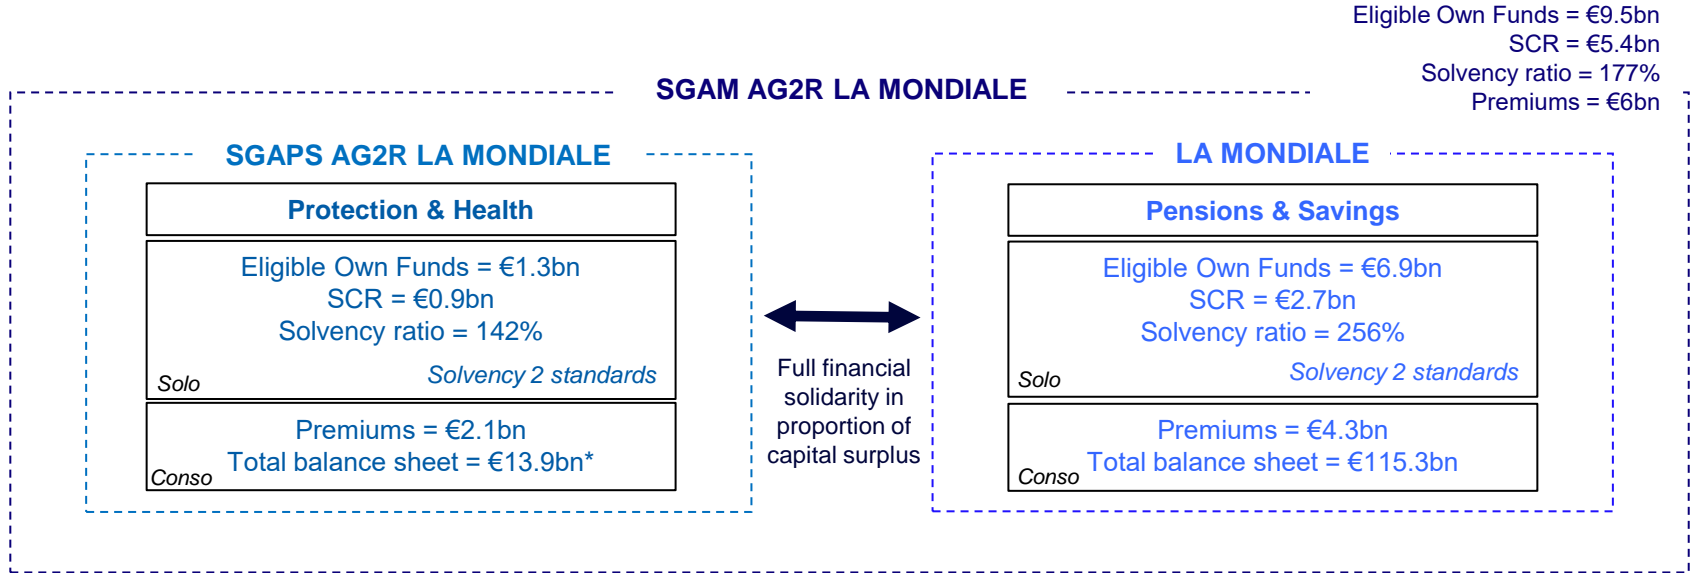 Eligible Own Funds = €9.5bn
SCR = €5.4bn
Solvency ratio = 177%
Premiums = €6bn
SGAM AG2R LA MONDIALE
SGAPS AG2R LA MONDIALE
Protection & Health
Eligible Own Funds = €1.3bn
SCR = €0.9bn
Solvency ratio = 142%
Solvency 2 standards
Solo
Premiums = €2.1bn
Total balance sheet = €13.9bn*
Conso
Full financial
solidarity in
proportion of
capital surplus
LA MONDIALE
Pensions & Savings
Eligible Own Funds = €6.9bn
SCR = €2.7bn
Solvency ratio = 256%
Solvency 2 standards
Solo
Premiums = €4.3bn
Total balance sheet = €115.3bn
Conso